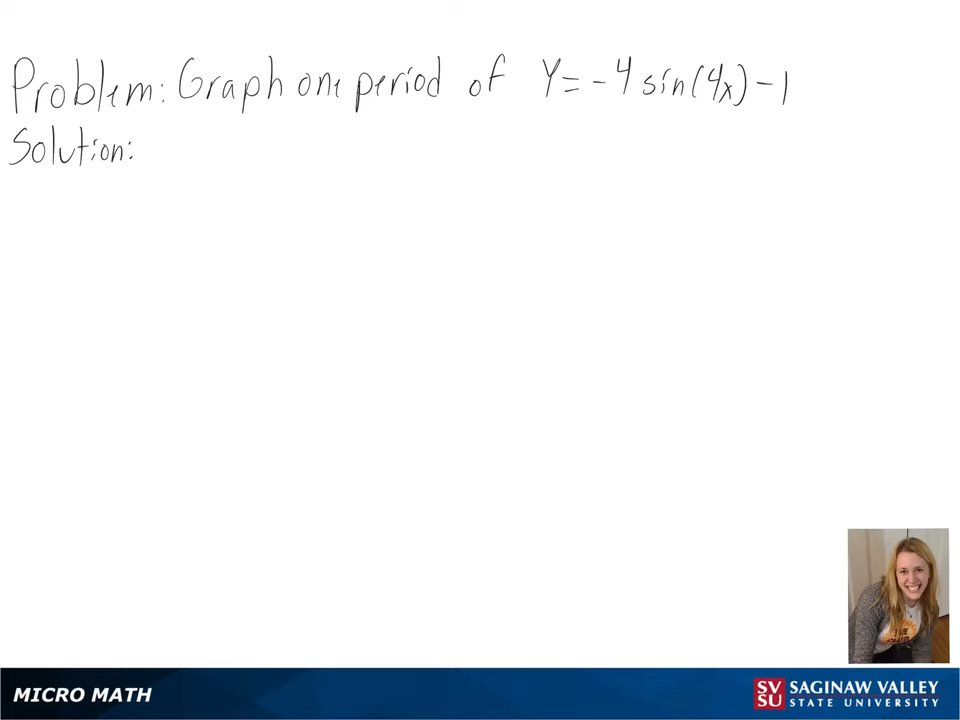 Problem: Graph one period of Y = -4 sin(4x) - 1
Solution:
MICRO MATH
SV SU SAGINAW VALLEY
STATE UNIVERSITY